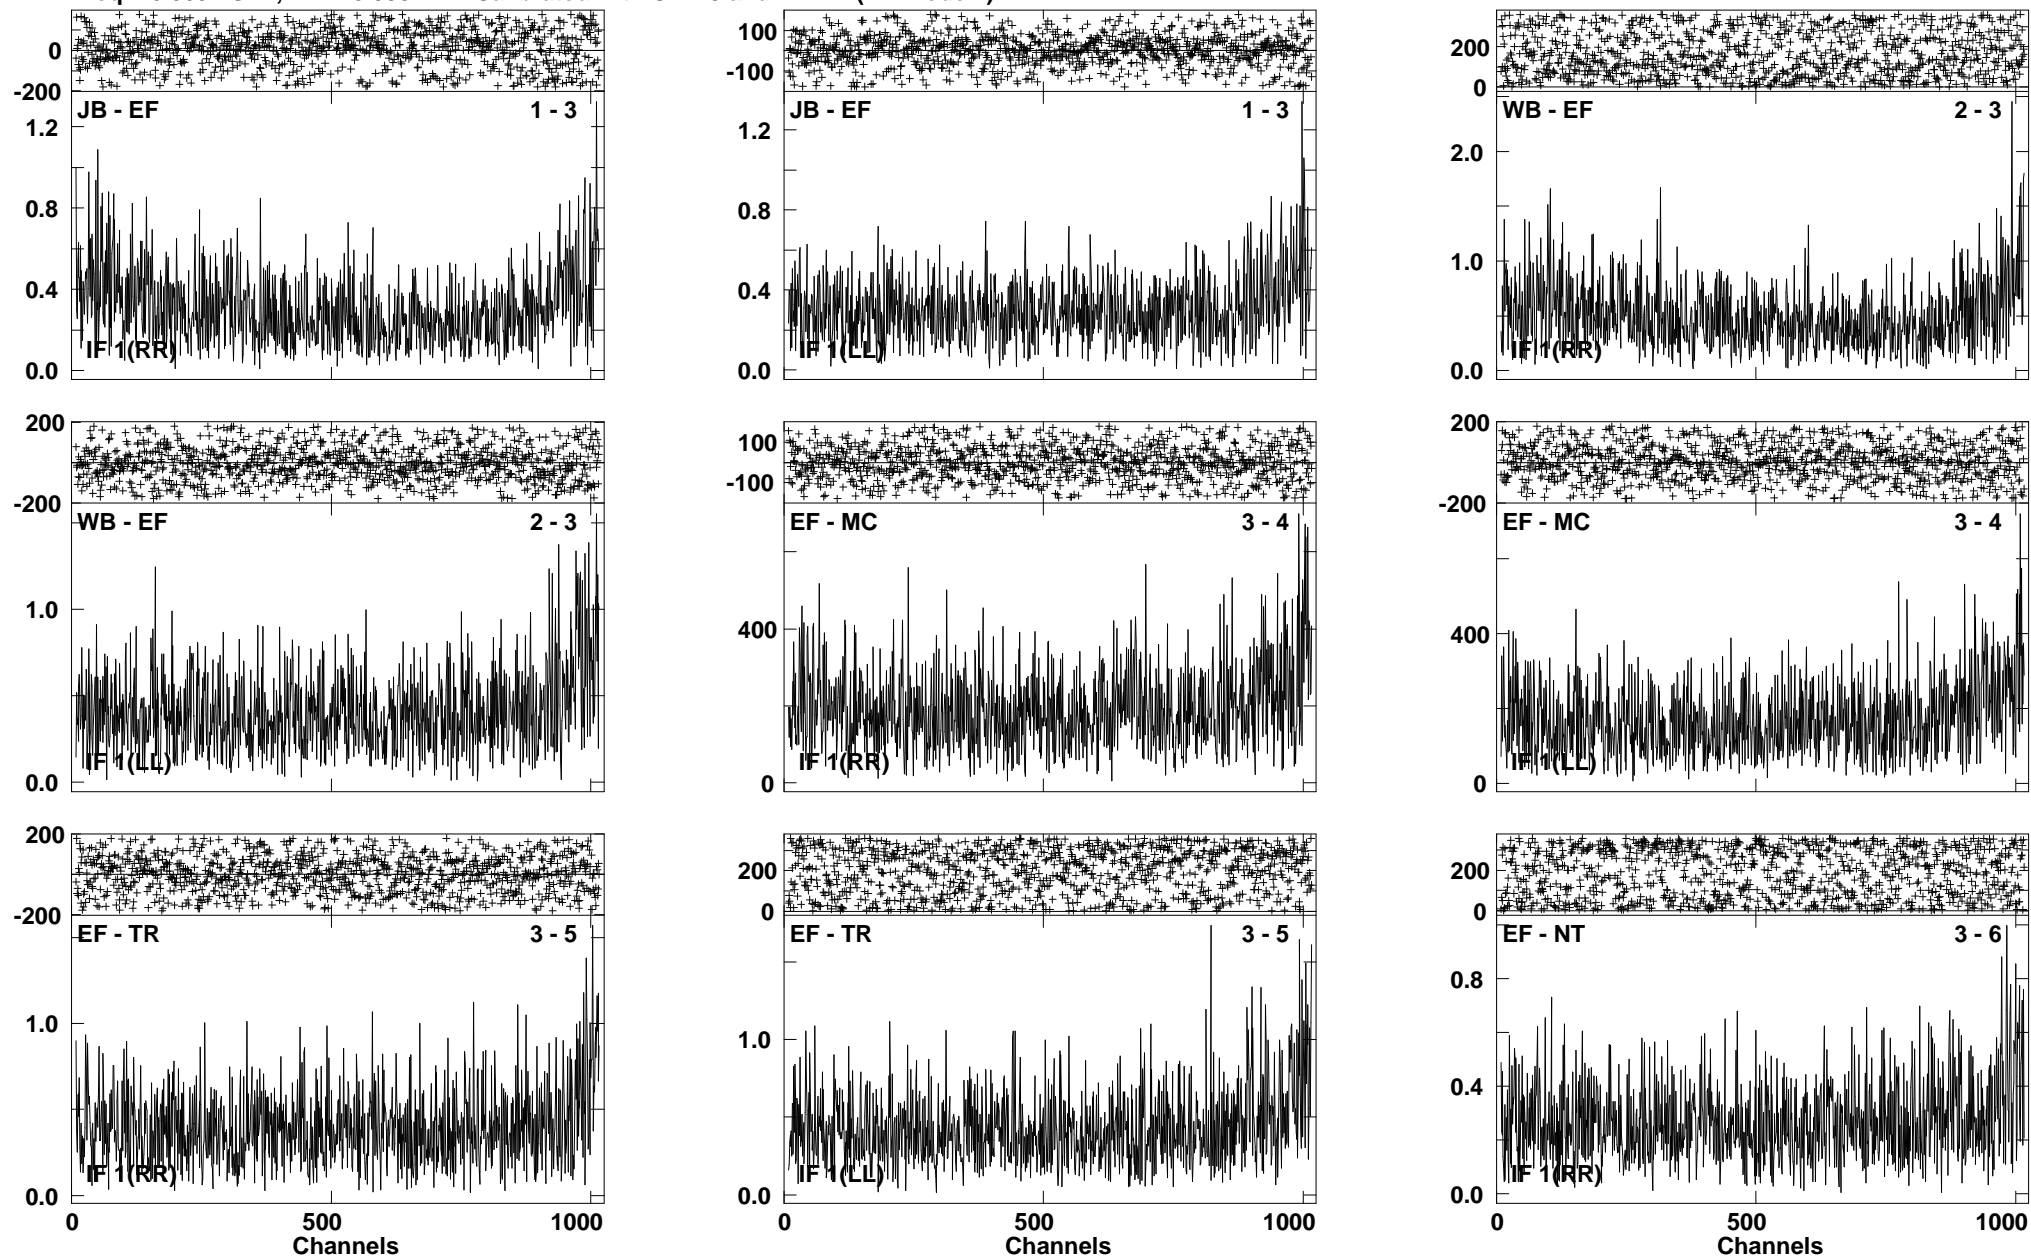 0
-200
JB - EF 1 - 3
1.2
0.8
0.4
0.0
IF 1(RR)
100
-100
JB - EF 1 - 3
1.2
0.8
0.4
0.0
IF 1(LL)
200
0
WB - EF 2 - 3
2.0
1.0
0.0
IF 1(RR)
200
-200
WB - EF 2 - 3
1.0
0.0
IF 1(LL)
100
-100
EF - MC 3 - 4
400
0
IF 1(RR)
200
-200
EF - MC 3 - 4
400
0
IF 1(LL)
200
-200
EF - TR 3 - 5
1.0
0.0
IF 1(RR)
0 500 1000
Channels
200
0
EF - TR 3 - 5
1.0
0.0
IF 1(LL)
0 500 1000
Channels
200
0
EF - NT 3 - 6
0.8
0.4
0.0
IF 1(RR)
0 500 1000
Channels